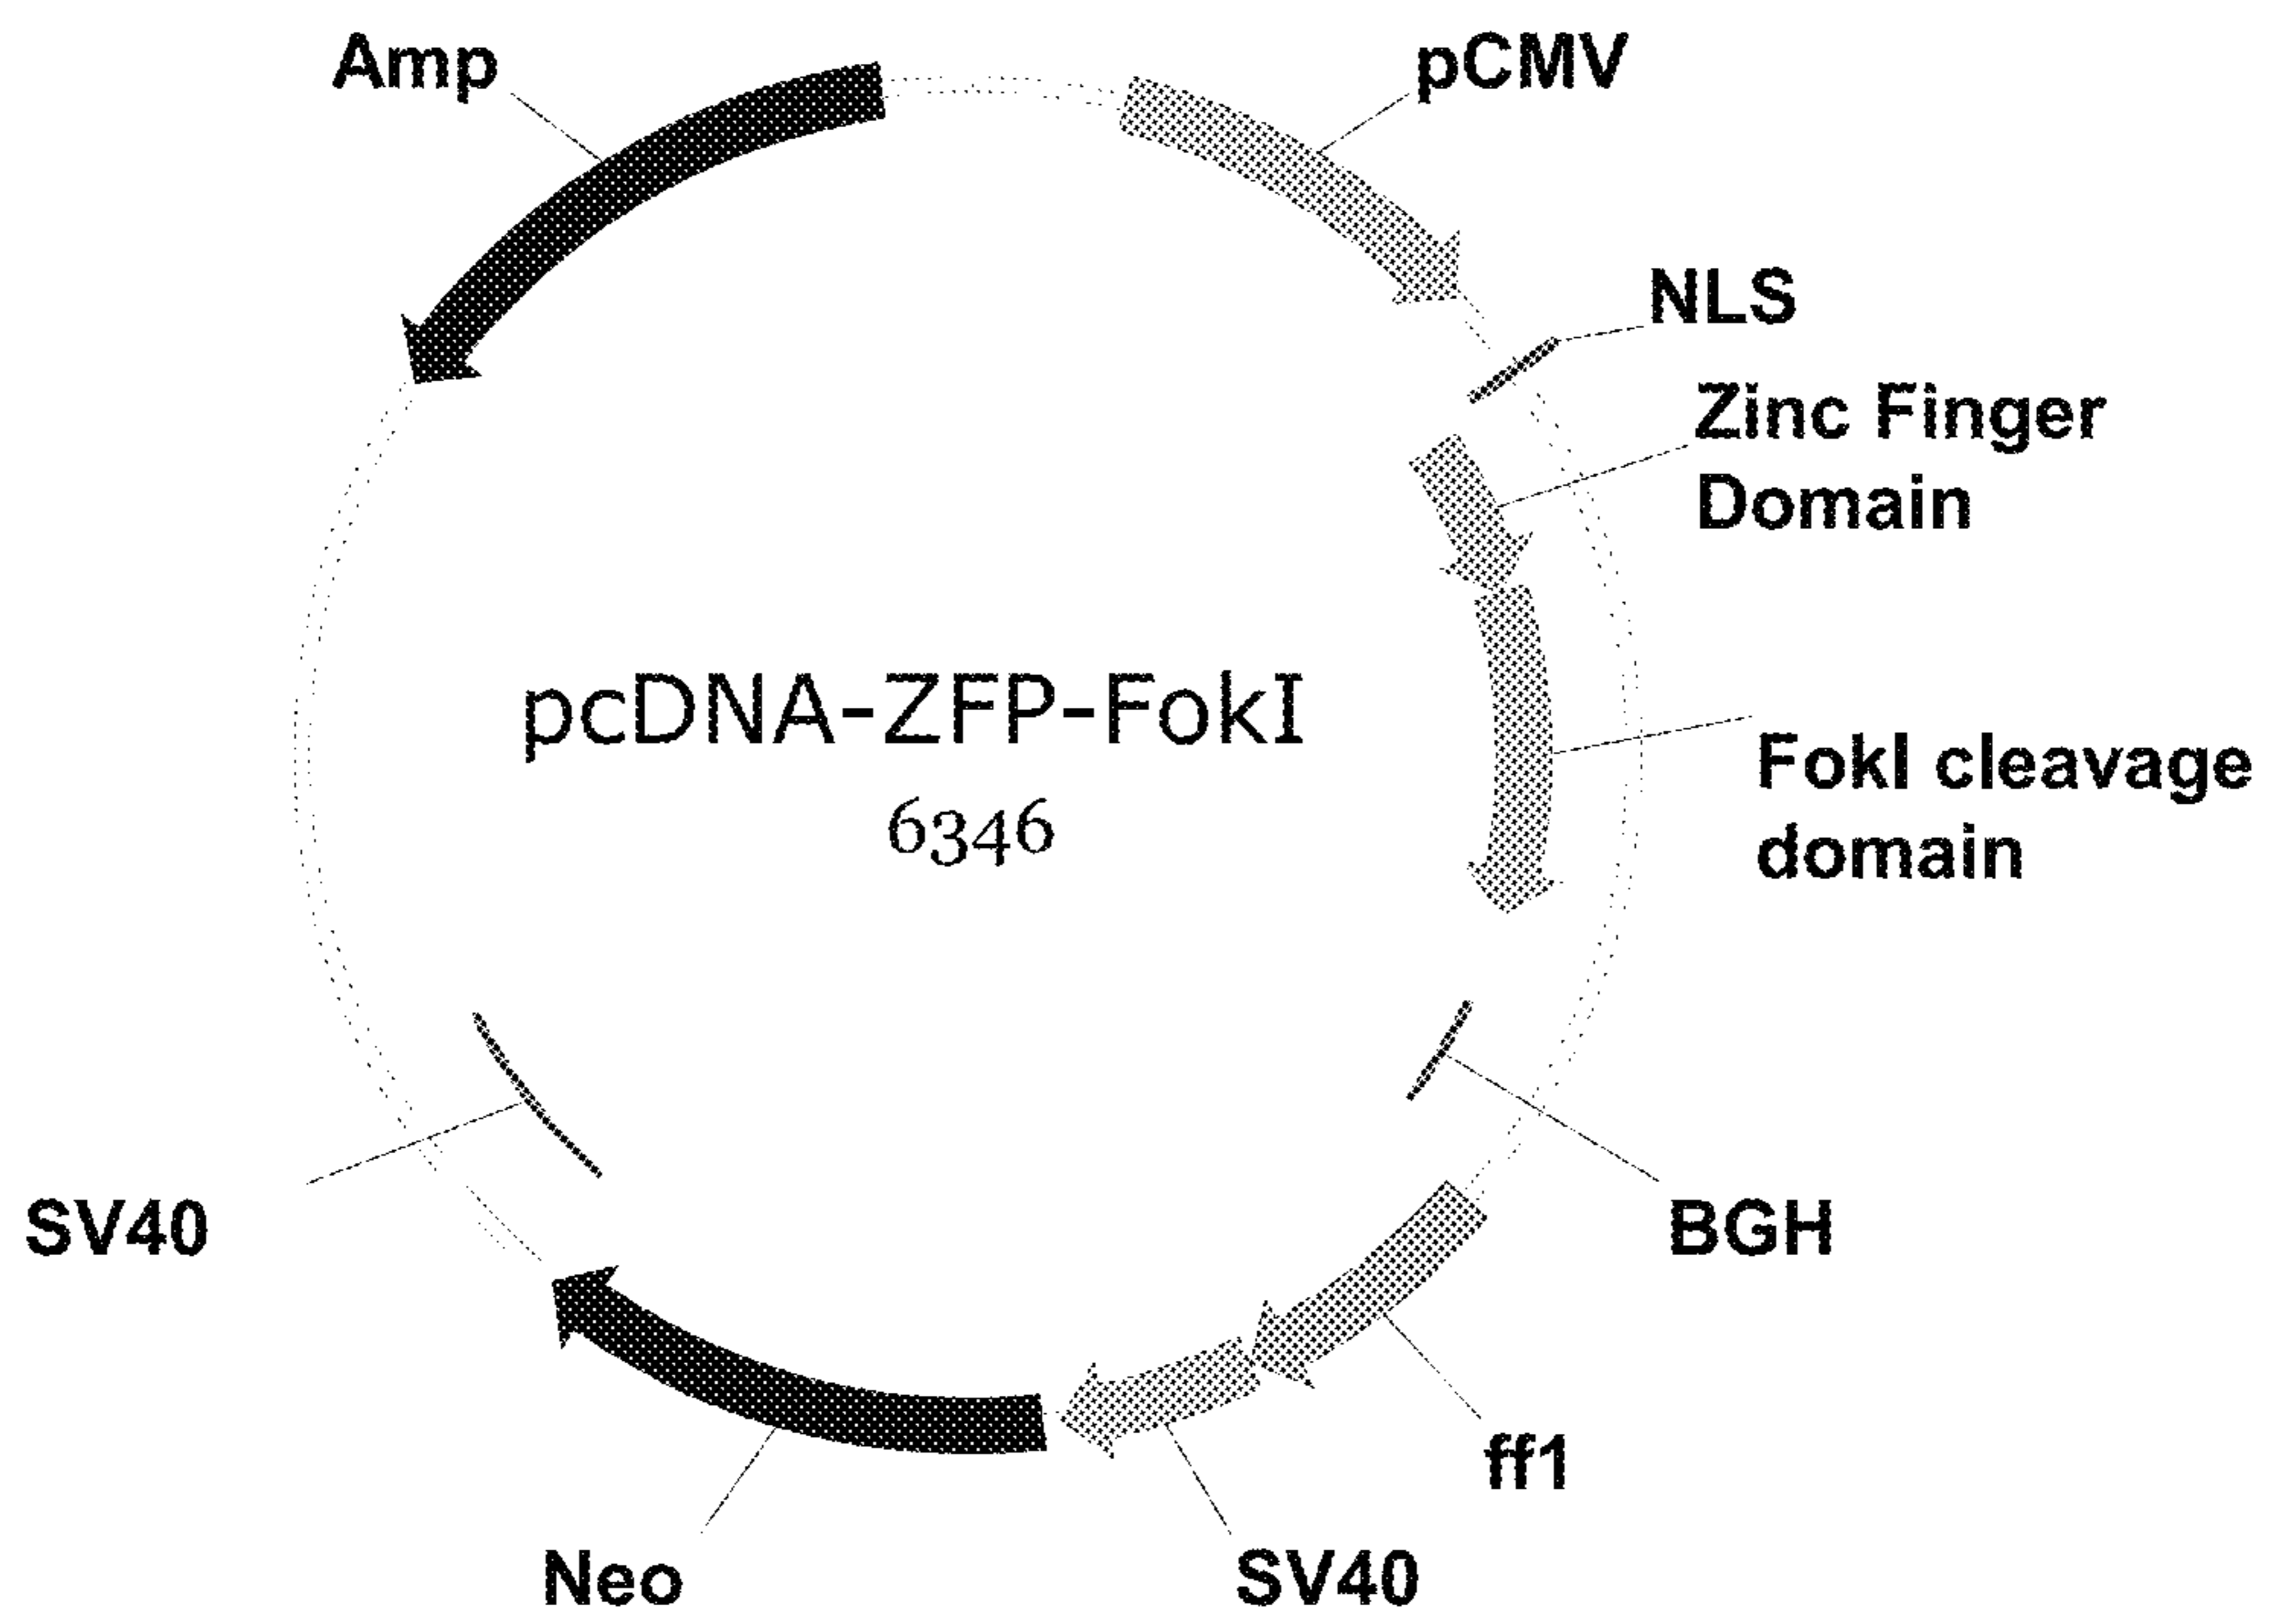 Amp
pCMV
NLS
Zinc Finger
Domain
pcDNA-ZFP-FokI
6346
FokI cleavage
domain
SV40
BGH
ff1
Neo
SV40